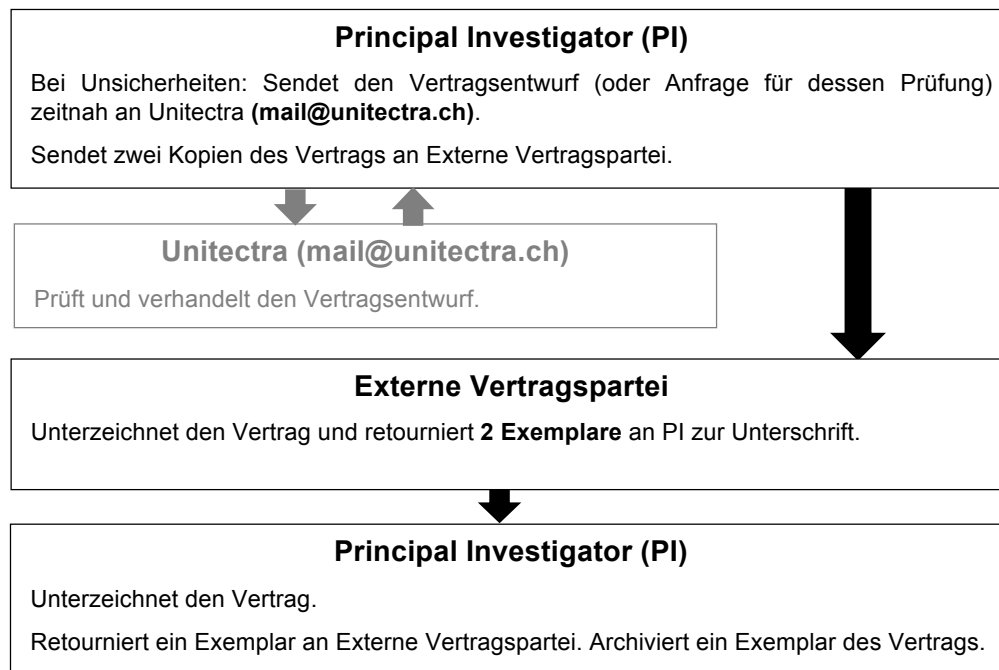 Principal Investigator (PI)
Bei Unsicherheiten: Sendet den Vertragsentwurf (oder Anfrage für dessen Prüfung)
zeitnah an Unitectra (mail@unitectra.ch).
Sendet zwei Kopien des Vertrags an Externe Vertragspartei.
Unitectra (mail@unitectra.ch)
Prüft und verhandelt den Vertragsentwurf.
Externe Vertragspartei
Unterzeichnet den Vertrag und retourniert 2 Exemplare an PI zur Unterschrift.
Principal Investigator (PI)
Unterzeichnet den Vertrag.
Retourniert ein Exemplar an Externe Vertragspartei. Archiviert ein Exemplar des Vertrags.